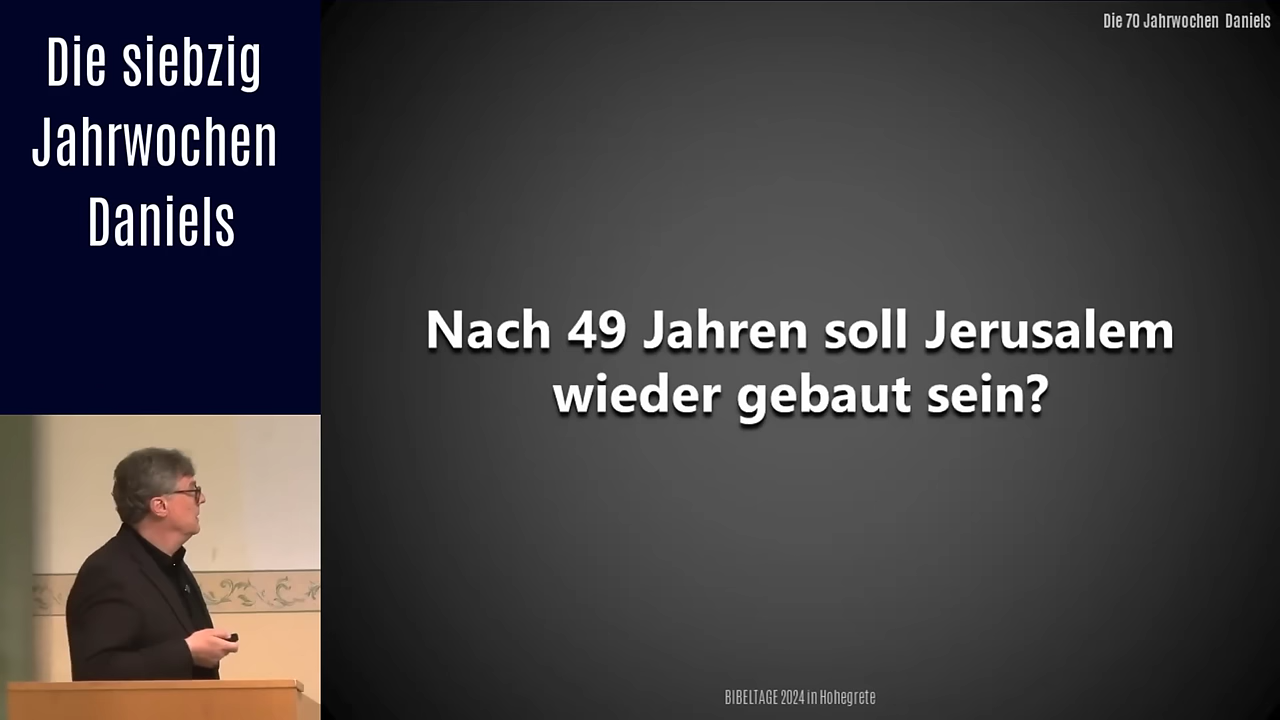 Die siebzig
Jahrwochen
Daniels
Die 70 Jahrwochen Daniels
Nach 49 Jahren soll Jerusalem
wieder gebaut sein?
BIBELTAGE 2024 in Hohegrete